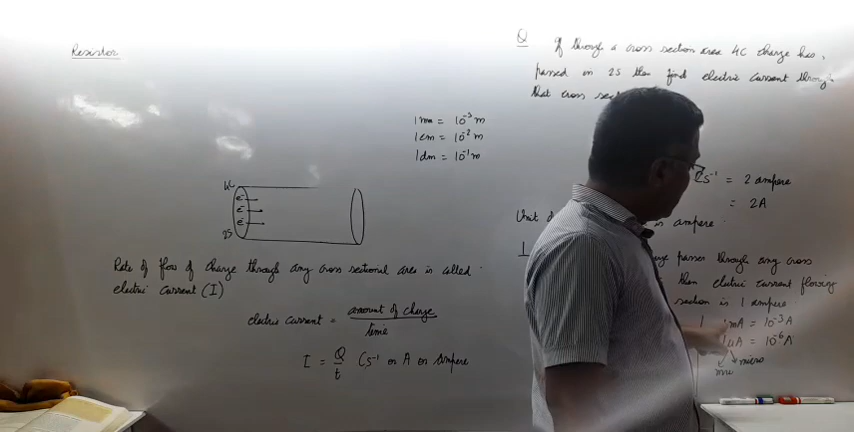 Resistor
1mm = 10⁻³ m
1cm = 10⁻² m
1dm = 10⁻¹ m
4C
e⁻
e⁻
e⁻
2S
Rate of flow of charge through any cross sectional area is called
electric current (I)
electric current = amount of charge / time
I = Q/t Cs⁻¹ or A or Ampere
Q If through a cross section area 4C charge has
passed in 2S then find electric current through
that cross
Cs⁻¹ = 2 ampere
= 2A
Unit is ampere
passes through any cross
then electric current flowing
section is 1 ampere
mA = 10⁻³ A
1μA = 10⁻⁶ A
mu micro